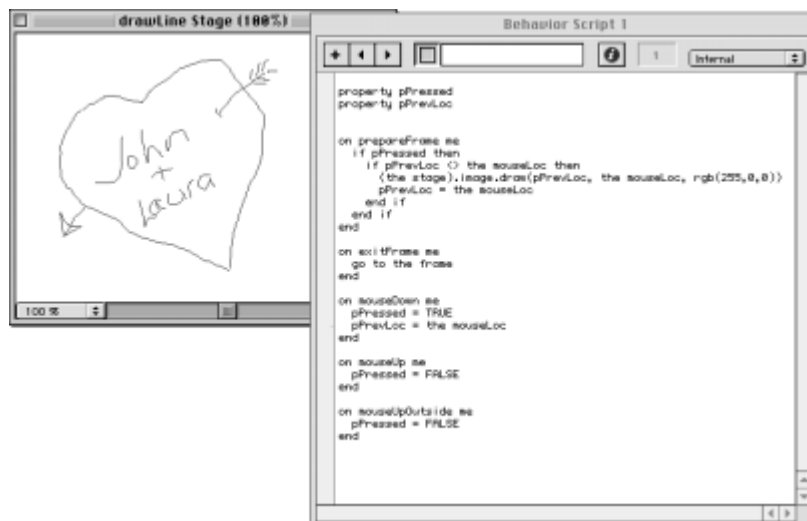 drawLine Stage (100%)
John
+
Laura
100 %
Behavior Script 1
1
Internal
property pPressed
property pPrevLoc
on prepareFrame me
if pPressed then
if pPrevLoc <> the mouseLoc then
(the stage).image.draw(pPrevLoc, the mouseLoc, rgb(255,0,0))
pPrevLoc = the mouseLoc
end if
end if
end
on exitFrame me
go to the frame
end
on mouseDown me
pPressed = TRUE
pPrevLoc = the mouseLoc
end
on mouseUp me
pPressed = FALSE
end
on mouseUpOutside me
pPressed = FALSE
end